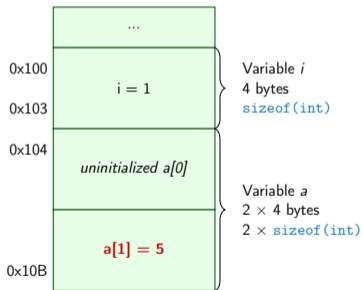 ...
0x100
i = 1
0x103
Variable i
4 bytes
sizeof(int)
0x104
uninitialized a[0]
a[1] = 5
0x10B
Variable a
2 × 4 bytes
2 × sizeof(int)